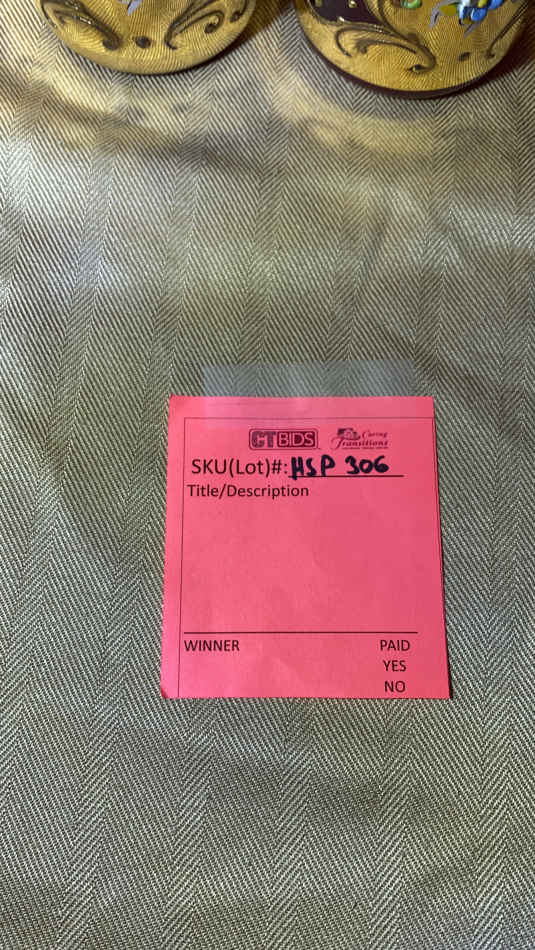 CTBIDS Caring Transitions
SKU(Lot)#: HSP 306
Title/Description
WINNER PAID
YES
NO